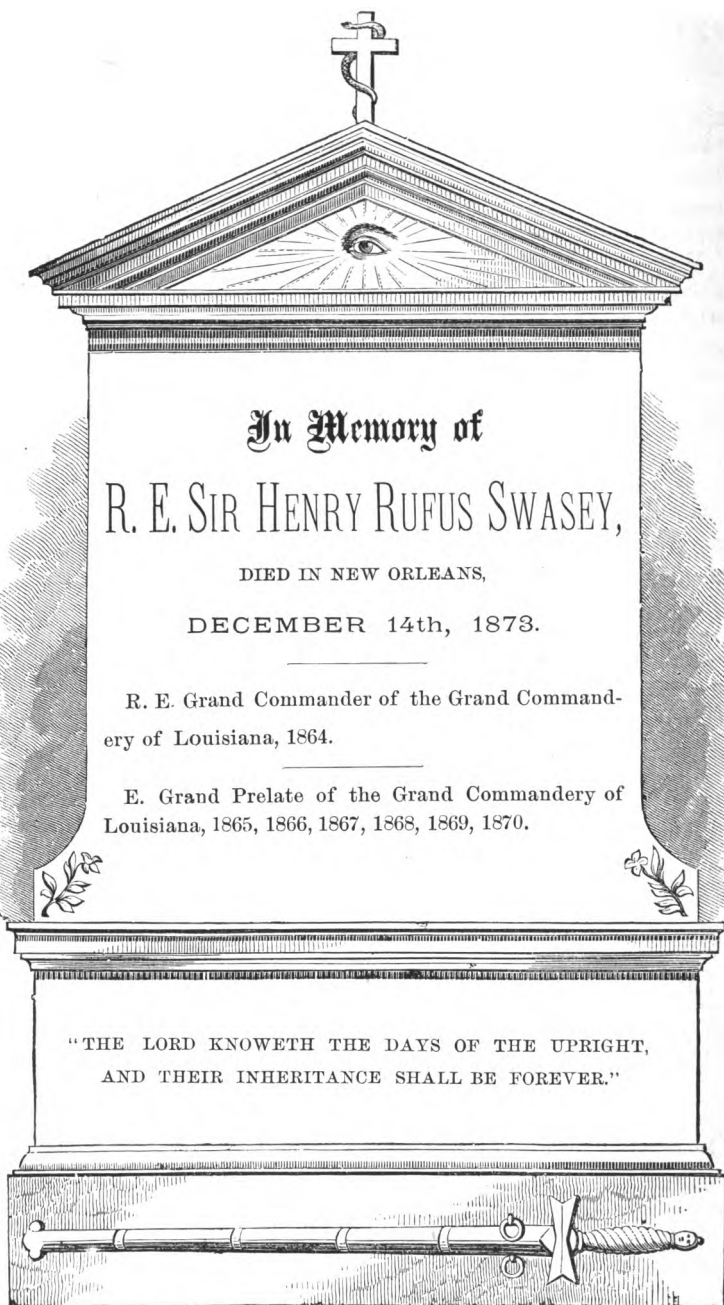 In Memory of
R. E. SIR HENRY RUFUS SWASEY,
DIED IN NEW ORLEANS,
DECEMBER 14th, 1873.
R. E. Grand Commander of the Grand Command-
ery of Louisiana, 1864.
E. Grand Prelate of the Grand Commandery of
Louisiana, 1865, 1866, 1867, 1868, 1869, 1870.
"THE LORD KNOWETH THE DAYS OF THE UPRIGHT,
AND THEIR INHERITANCE SHALL BE FOREVER."